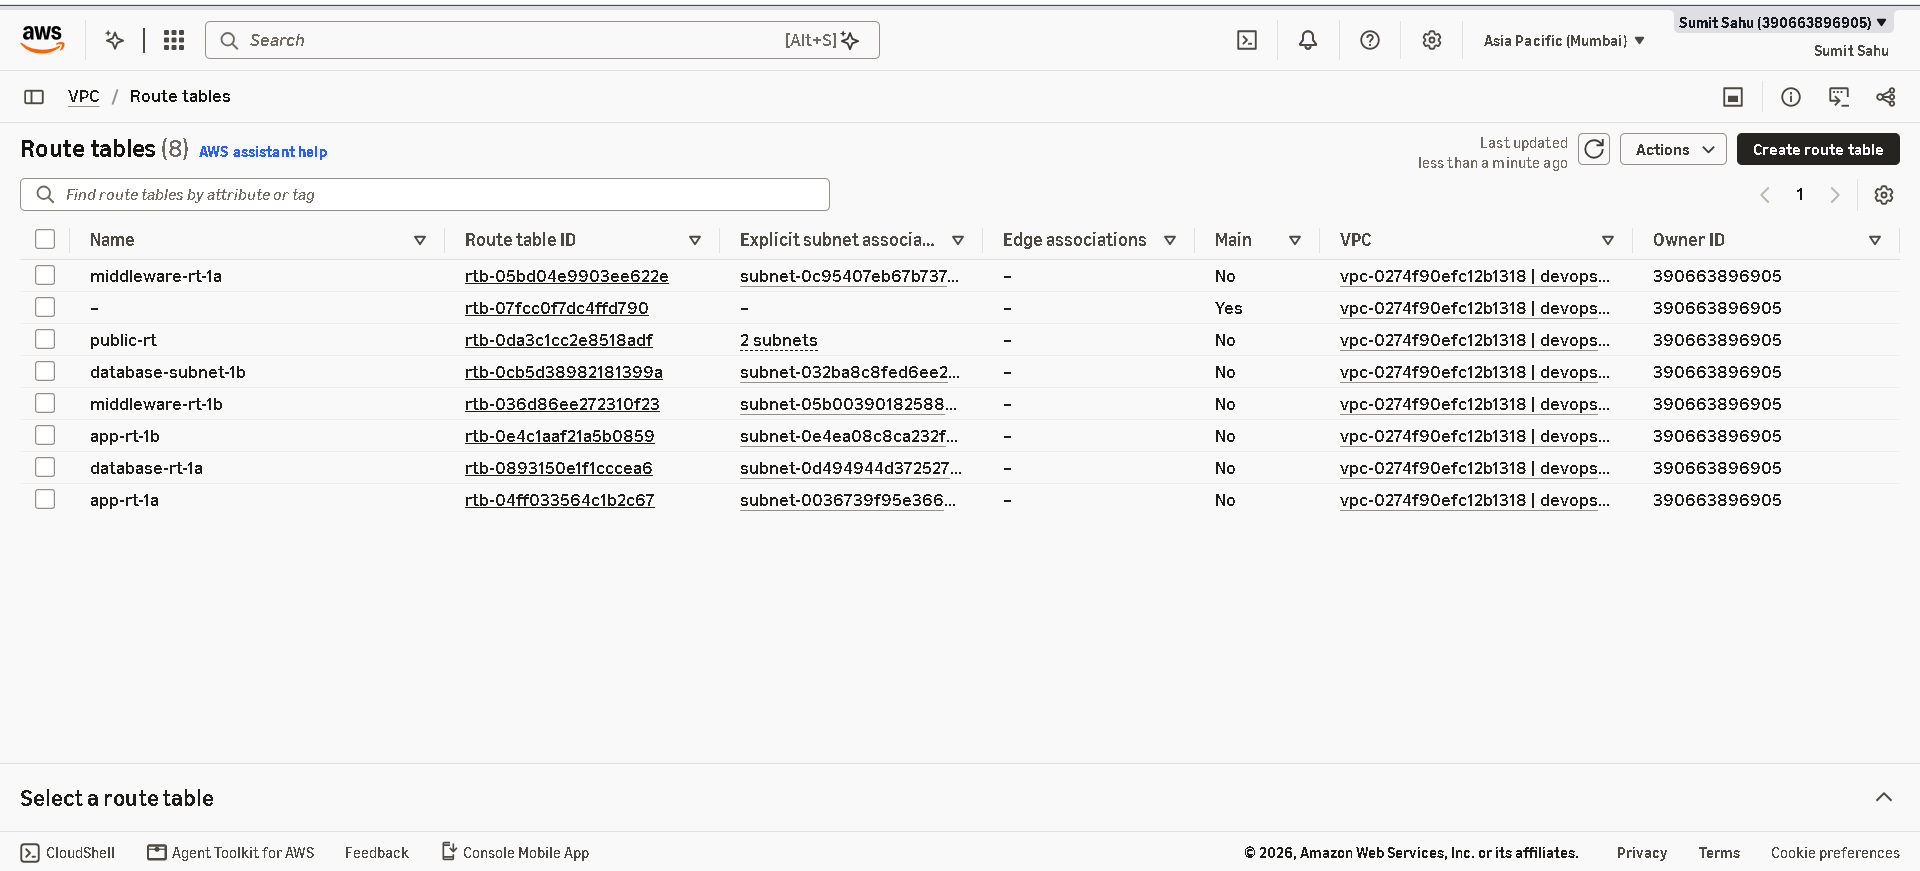 aws
Search [Alt+S]
Asia Pacific (Mumbai)
Sumit Sahu (390663896905)
Sumit Sahu
VPC / Route tables
Route tables (8) AWS assistant help
Last updated
less than a minute ago
Actions
Create route table
Find route tables by attribute or tag
1
Name Route table ID Explicit subnet associa... Edge associations Main VPC Owner ID
middleware-rt-1a rtb-05bd04e9903ee622e subnet-0c95407eb67b737... – No vpc-0274f90efc12b1318 | devops... 390663896905
– rtb-07fcc0f7dc4ffd790 – – Yes vpc-0274f90efc12b1318 | devops... 390663896905
public-rt rtb-0da3c1cc2e8518adf 2 subnets – No vpc-0274f90efc12b1318 | devops... 390663896905
database-subnet-1b rtb-0cb5d38982181399a subnet-032ba8c8fed6ee2... – No vpc-0274f90efc12b1318 | devops... 390663896905
middleware-rt-1b rtb-036d86ee272310f23 subnet-05b00390182588... – No vpc-0274f90efc12b1318 | devops... 390663896905
app-rt-1b rtb-0e4c1aaf21a5b0859 subnet-0e4ea08c8ca232f... – No vpc-0274f90efc12b1318 | devops... 390663896905
database-rt-1a rtb-0893150e1f1cccea6 subnet-0d494944d372527... – No vpc-0274f90efc12b1318 | devops... 390663896905
app-rt-1a rtb-04ff033564c1b2c67 subnet-0036739f95e366... – No vpc-0274f90efc12b1318 | devops... 390663896905
Select a route table
CloudShell Agent Toolkit for AWS Feedback Console Mobile App © 2026, Amazon Web Services, Inc. or its affiliates. Privacy Terms Cookie preferences